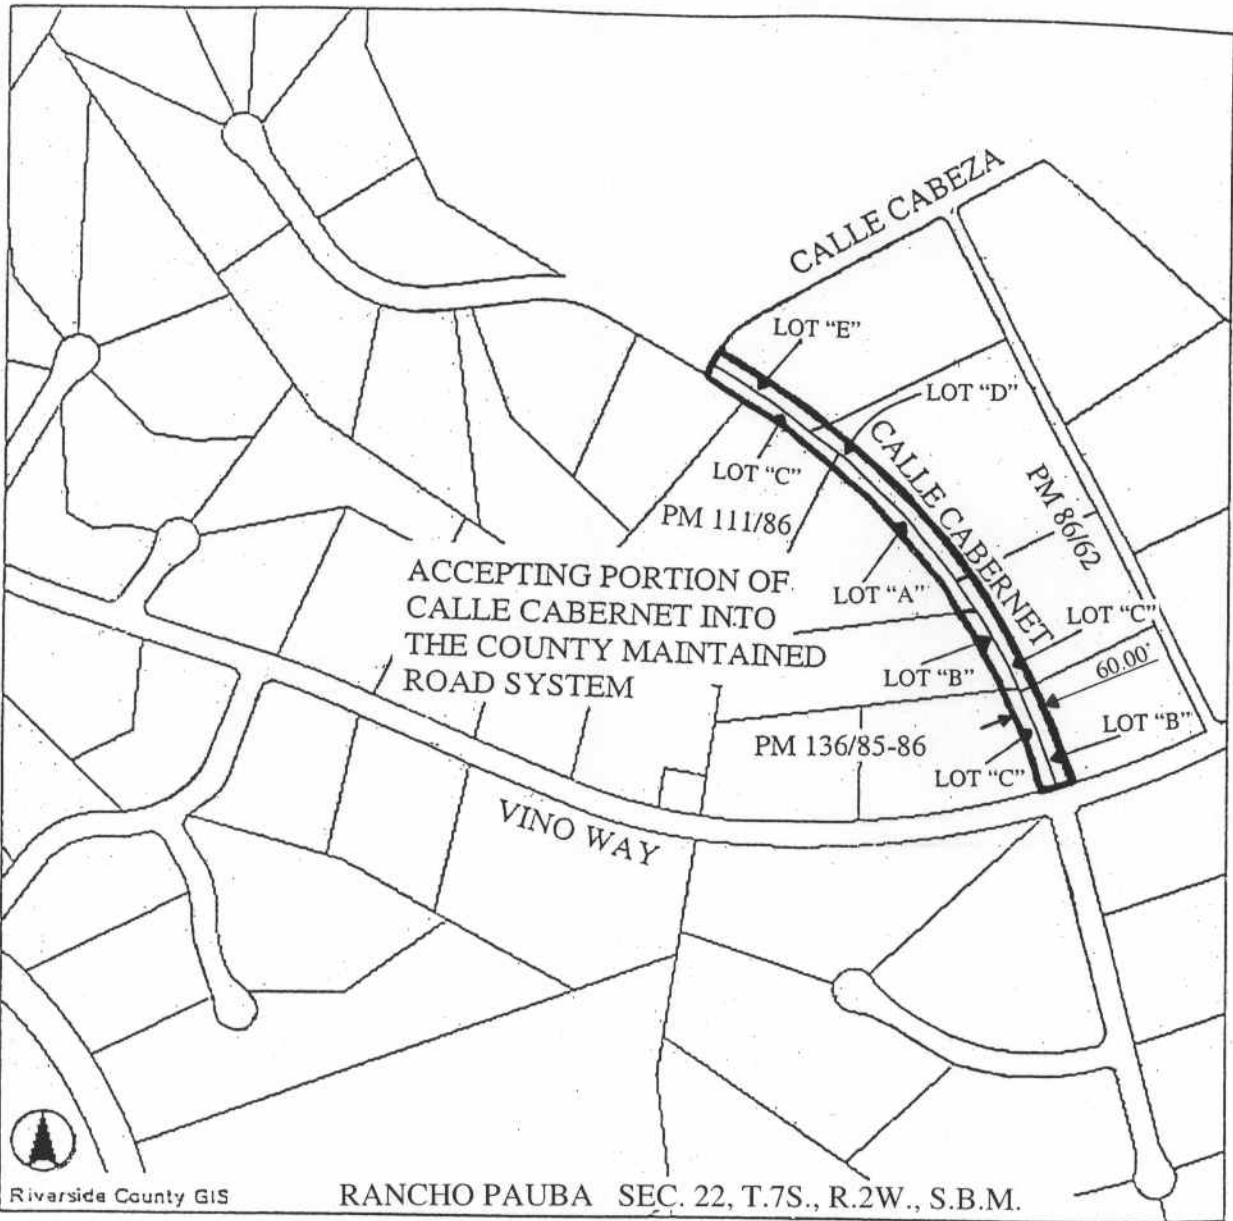 CALLE CABEZA
LOT “E”
LOT “D”
CALLE CABERNET
LOT “C”
PM 86/62
PM 111/86
ACCEPTING PORTION OF
CALLE CABERNET INTO
THE COUNTY MAINTAINED
ROAD SYSTEM
LOT “A”
LOT “C”
LOT “B”
60.00'
LOT “B”
PM 136/85-86
LOT “C”
VINO WAY
Riverside County GIS
RANCHO PAUBA SEC. 22, T.7S., R.2W., S.B.M.